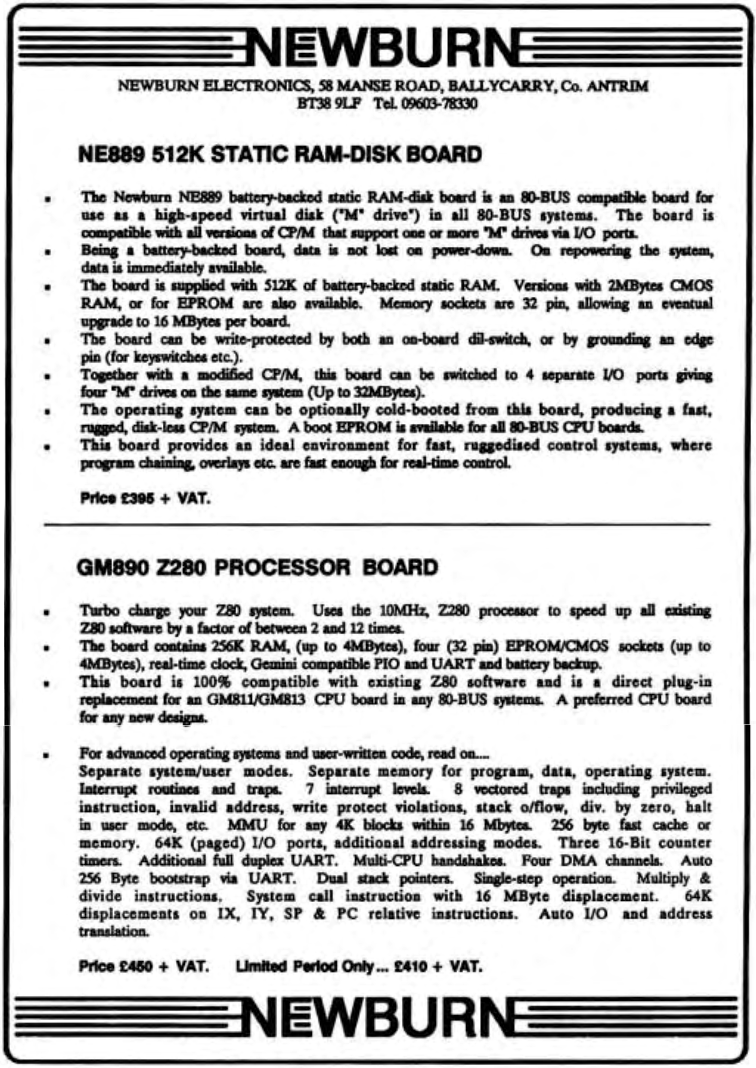 NEWBURN
NEWBURN ELECTRONICS, 58 MANSE ROAD, BALLYCARRY, Co. ANTRIM
BT38 9LF Tel. 09603-78330
NE889 512K STATIC RAM-DISK BOARD
▪ The Newburn NE889 battery-backed static RAM-disk board is an 80-BUS compatible board for
use as a high-speed virtual disk ("M" drive") in all 80-BUS systems. The board is
compatible with all versions of CP/M that support one or more "M" drives via I/O ports.
▪ Being a battery-backed board, data is not lost on power-down. On repowering the system,
data is immediately available.
▪ The board is supplied with 512K of battery-backed static RAM. Versions with 2MBytes CMOS
RAM, or for EPROM are also available. Memory sockets are 32 pin, allowing an eventual
upgrade to 16 MBytes per board.
▪ The board can be write-protected by both an on-board dil-switch, or by grounding an edge
pin (for keyswitches etc.).
▪ Together with a modified CP/M, this board can be switched to 4 separate I/O ports giving
four "M" drives on the same system (Up to 32MBytes).
▪ The operating system can be optionally cold-booted from this board, producing a fast,
rugged, disk-less CP/M system. A boot EPROM is available for all 80-BUS CPU boards.
▪ This board provides an ideal environment for fast, ruggedised control systems, where
program chaining, overlays etc. are fast enough for real-time control.
Price £395 + VAT.
GM890 Z280 PROCESSOR BOARD
▪ Turbo charge your Z80 system. Uses the 10MHz, Z280 processor to speed up all existing
Z80 software by a factor of between 2 and 12 times.
▪ The board contains 256K RAM, (up to 4MBytes), four (32 pin) EPROM/CMOS sockets (up to
4MBytes), real-time clock, Gemini compatible PIO and UART and battery backup.
▪ This board is 100% compatible with existing Z80 software and is a direct plug-in
replacement for an GM811/GM813 CPU board in any 80-BUS systems. A preferred CPU board
for any new designs.
▪ For advanced operating systems and user-written code, read on....
Separate system/user modes. Separate memory for program, data, operating system.
Interrupt routines and traps. 7 interrupt levels. 8 vectored traps including privileged
instruction, invalid address, write protect violations, stack o/flow, div. by zero, halt
in user mode, etc. MMU for any 4K blocks within 16 Mbytes. 256 byte fast cache or
memory. 64K (paged) I/O ports, additional addressing modes. Three 16-Bit counter
timers. Additional full duplex UART. Multi-CPU handshakes. Four DMA channels. Auto
256 Byte bootstrap via UART. Dual stack pointers. Single-step operation. Multiply &
divide instructions. System call instruction with 16 MByte displacement. 64K
displacements on IX, IY, SP & PC relative instructions. Auto I/O and address
translation.
Price £450 + VAT. Limited Period Only... £410 + VAT.
NEWBURN